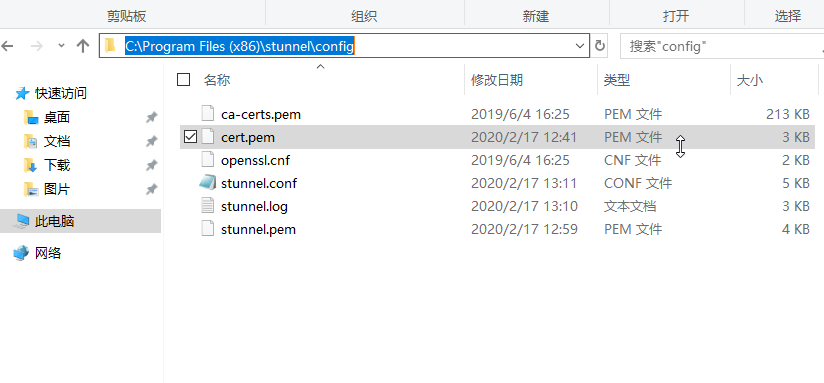 剪贴板 组织 新建 打开 选择
C:\Program Files (x86)\stunnel\config 搜索"config"
快速访问
桌面
文档
下载
图片
此电脑
网络
名称 修改日期 类型 大小
ca-certs.pem 2019/6/4 16:25 PEM 文件 213 KB
cert.pem 2020/2/17 12:41 PEM 文件 3 KB
openssl.cnf 2019/6/4 16:25 CNF 文件 2 KB
stunnel.conf 2020/2/17 13:11 CONF 文件 5 KB
stunnel.log 2020/2/17 13:10 文本文档 3 KB
stunnel.pem 2020/2/17 12:59 PEM 文件 4 KB